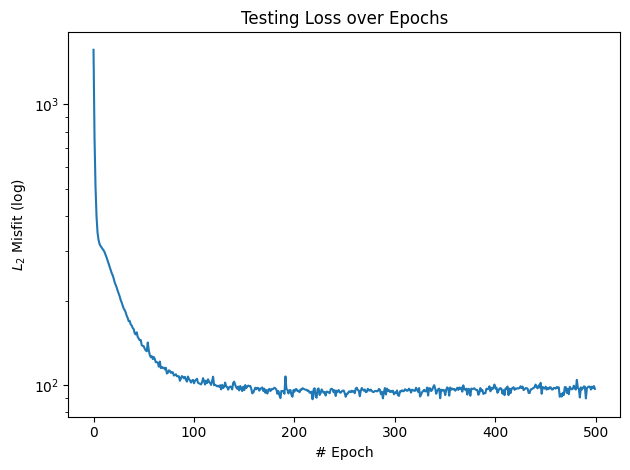 Testing Loss over Epochs
10³
10²
L₂ Misfit (log)
0 100 200 300 400 500
# Epoch